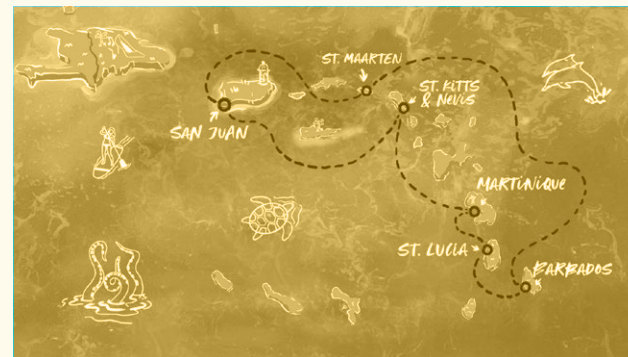 ST. MAARTEN
ST. KITTS
& NEVIS
SAN JUAN
MARTINIQUE
ST. LUCIA
BARBADOS